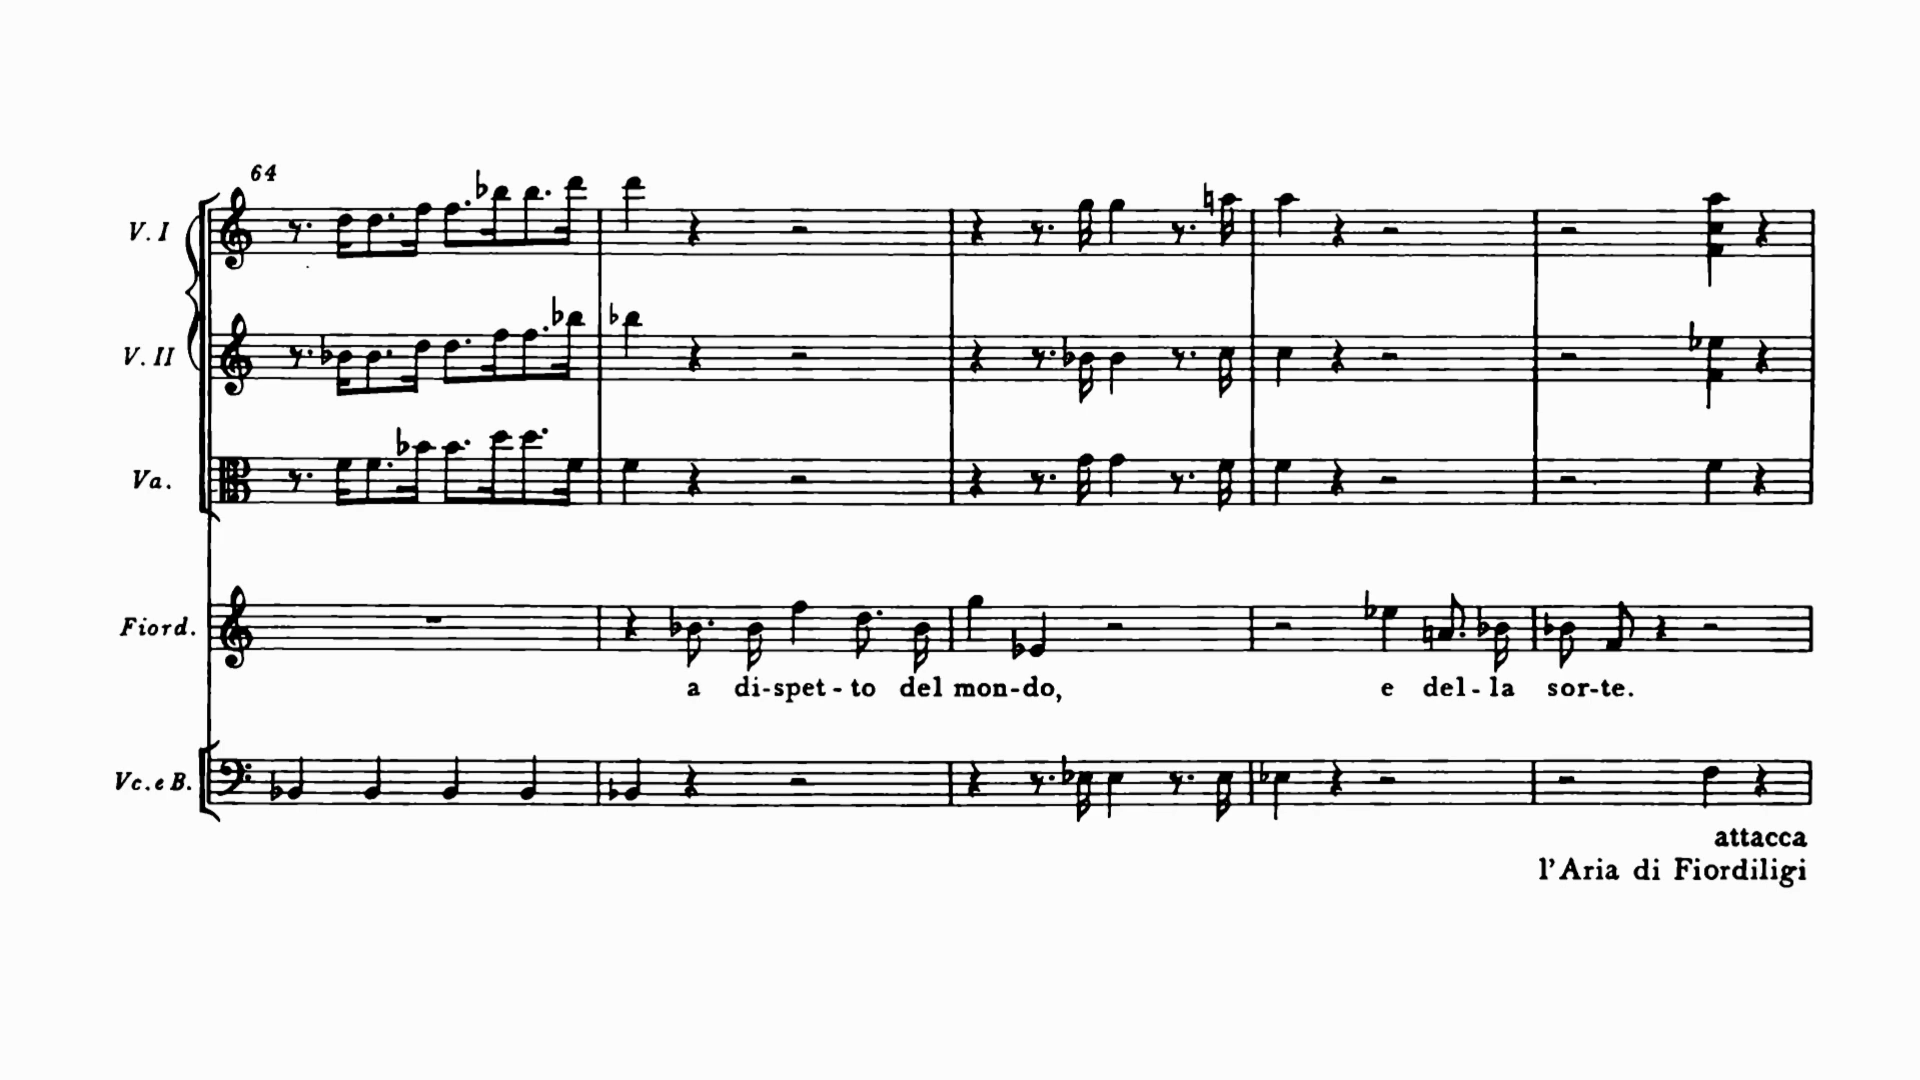 64
V. I
V. II
Va.
Fiord.
a di-spet-to del mon-do, e del-la sor-te.
Vc. e B.
attacca
l'Aria di Fiordiligi